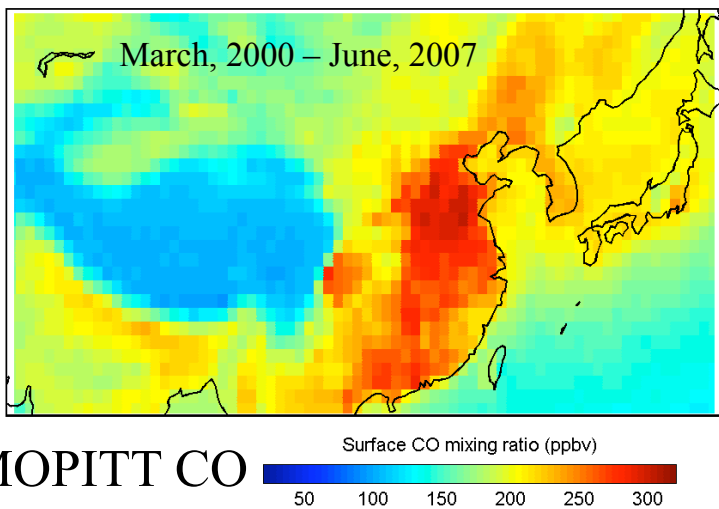 March, 2000 – June, 2007
Surface CO mixing ratio (ppbv)
MOPITT CO
50 100 150 200 250 300